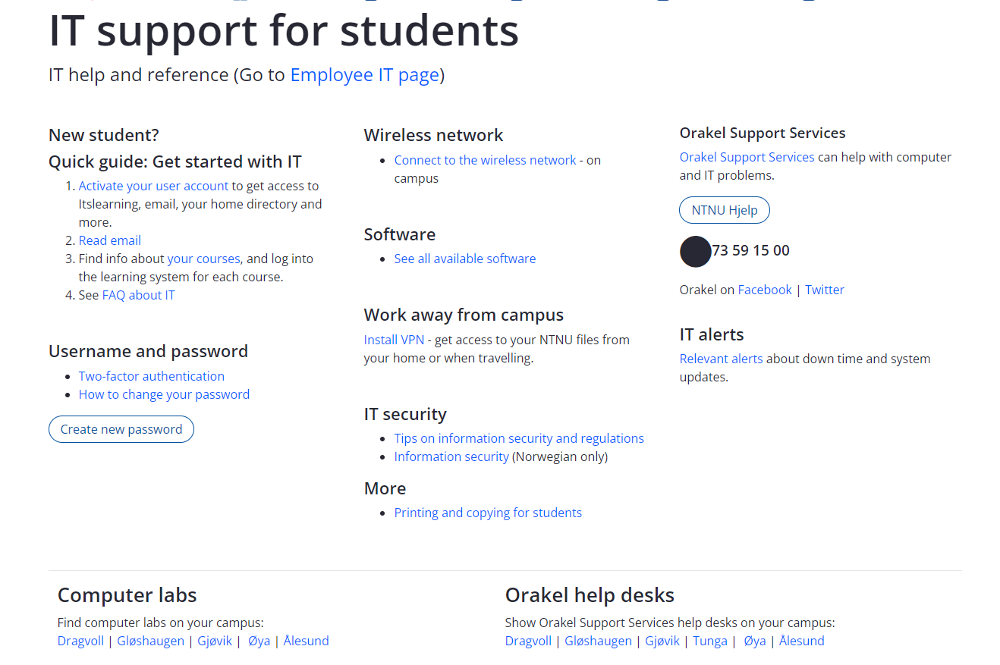 IT support for students
IT help and reference (Go to Employee IT page)
New student?
Quick guide: Get started with IT
1. Activate your user account to get access to
Itslearning, email, your home directory and
more.
2. Read email
3. Find info about your courses, and log into
the learning system for each course.
4. See FAQ about IT
Username and password
• Two-factor authentication
• How to change your password
Create new password
Wireless network
• Connect to the wireless network - on
campus
Software
• See all available software
Work away from campus
Install VPN - get access to your NTNU files from
your home or when travelling.
IT security
• Tips on information security and regulations
• Information security (Norwegian only)
More
• Printing and copying for students
Orakel Support Services
Orakel Support Services can help with computer
and IT problems.
NTNU Hjelp
73 59 15 00
Orakel on Facebook | Twitter
IT alerts
Relevant alerts about down time and system
updates.
Computer labs
Find computer labs on your campus:
Dragvoll | Gløshaugen | Gjøvik | Øya | Ålesund
Orakel help desks
Show Orakel Support Services help desks on your campus:
Dragvoll | Gløshaugen | Gjøvik | Tunga | Øya | Ålesund